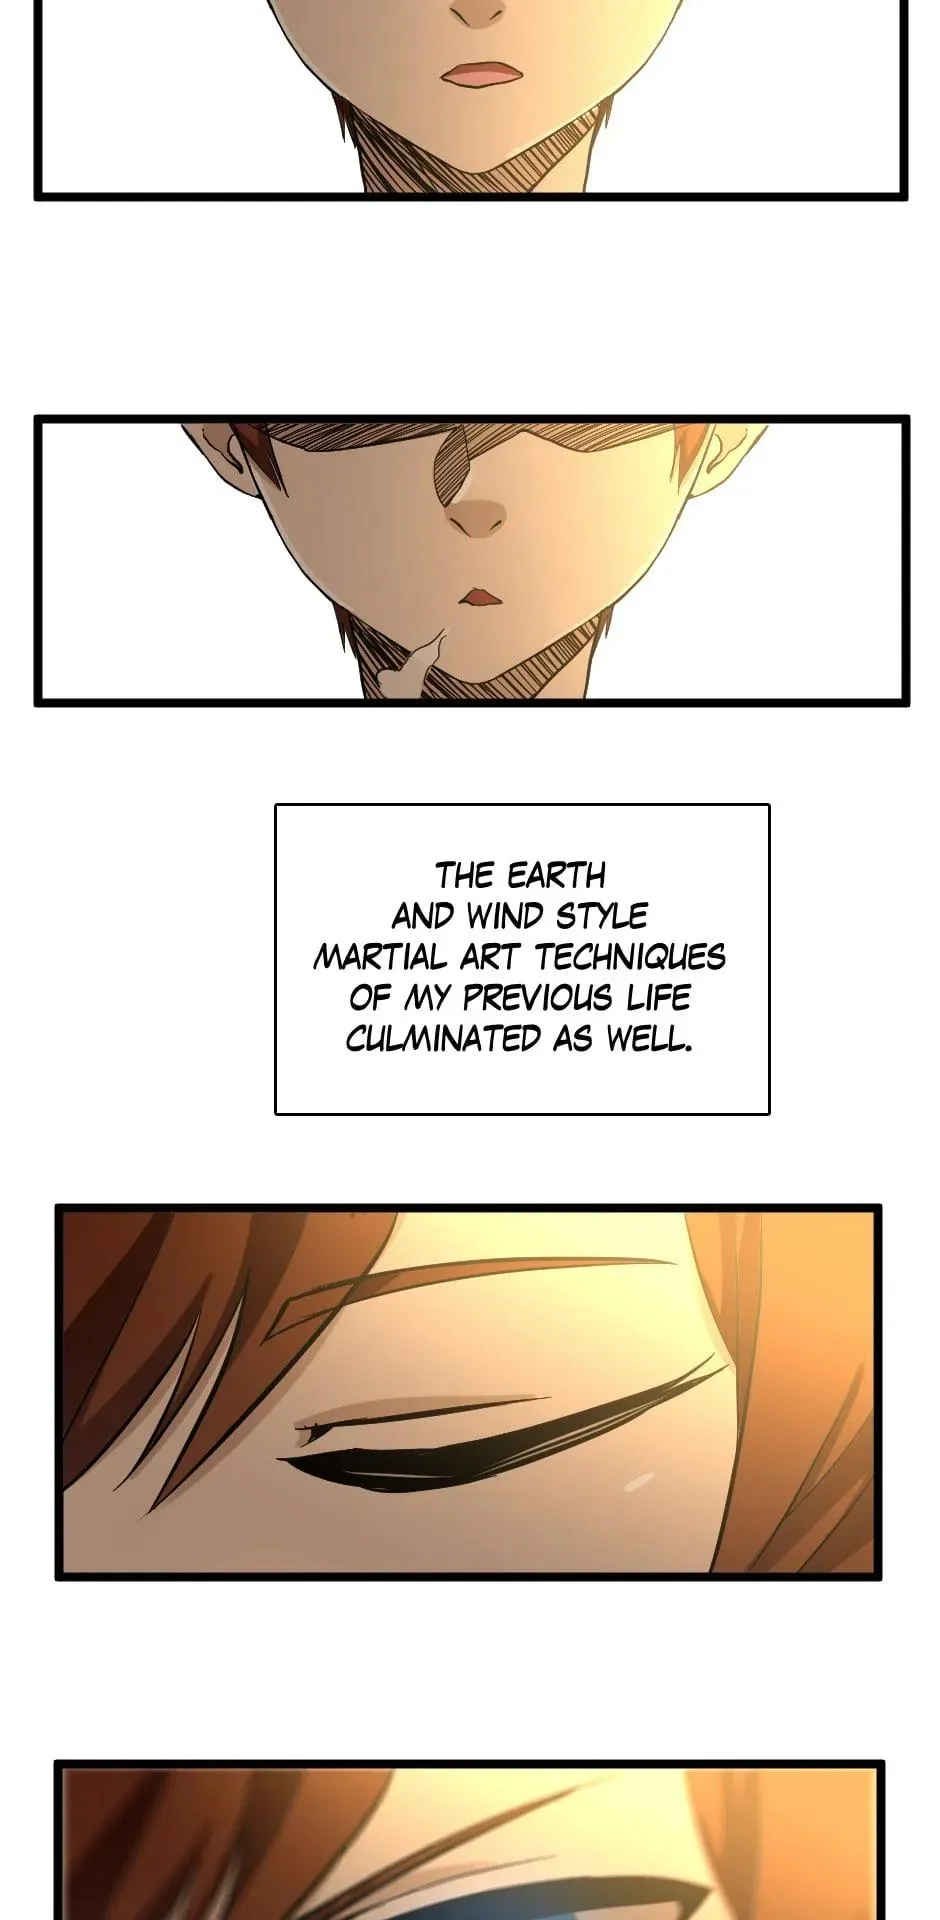 THE EARTH
AND WIND STYLE
MARTIAL ART TECHNIQUES
OF MY PREVIOUS LIFE
CULMINATED AS WELL.